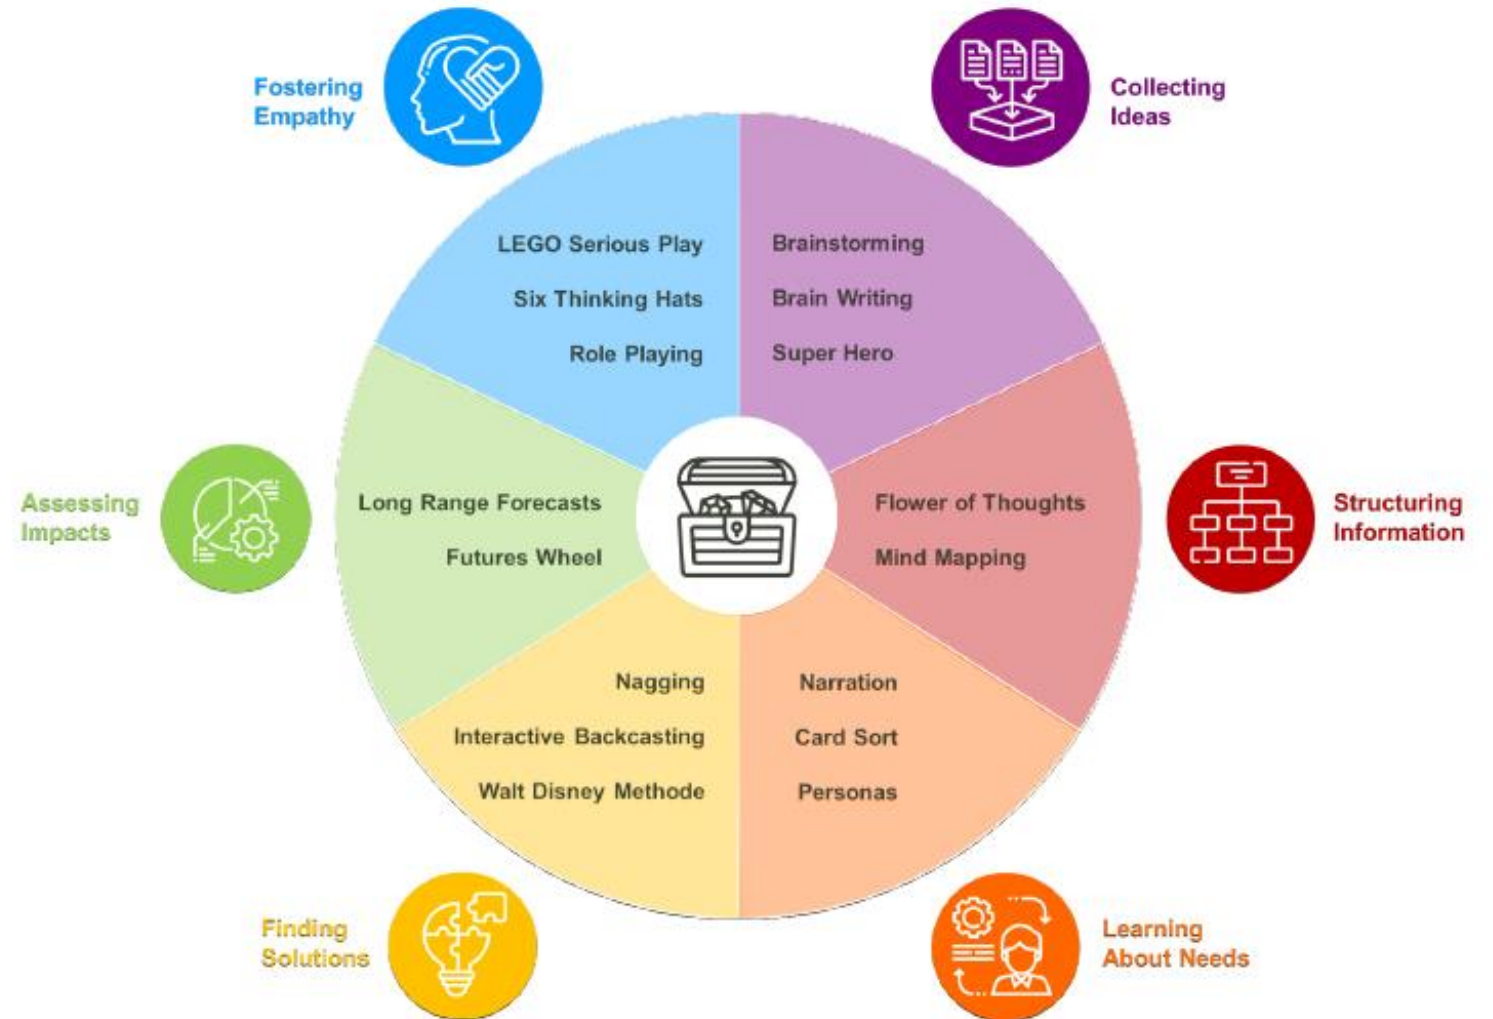 Fostering
Empathy
Collecting
Ideas
LEGO Serious Play
Six Thinking Hats
Role Playing
Brainstorming
Brain Writing
Super Hero
Assessing
Impacts
Long Range Forecasts
Futures Wheel
Flower of Thoughts
Mind Mapping
Structuring
Information
Nagging
Interactive Backcasting
Walt Disney Methode
Narration
Card Sort
Personas
Finding
Solutions
Learning
About Needs